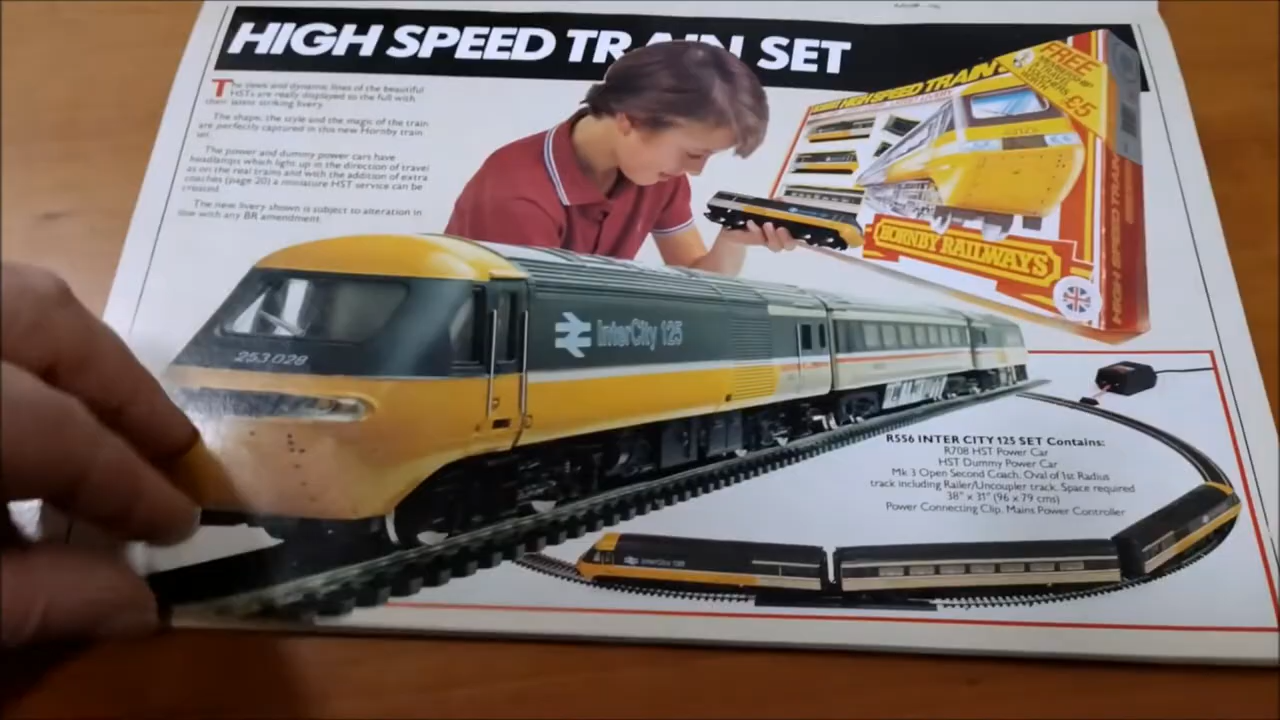 HIGH SPEED TRAIN SET
The sleek and dynamic lines of the beautiful
HSTs are really displayed to the full with
their latest striking livery.
The shape, the style and the magic of the train
are perfectly captured in this new Hornby train
set.
The power and dummy power cars have
headlamps which light up in the direction of travel
as on the real trains and with the addition of extra
coaches (page 20) a miniature HST service can be
created.
The new livery shown is subject to alteration in
line with any BR amendment.
HIGH SPEED TRAIN
FREE
£5
HORNBY RAILWAYS
HIGH SPEED TRAIN
253028
InterCity 125
R556 INTER CITY 125 SET Contains:
R708 HST Power Car
HST Dummy Power Car
Mk 3 Open Second Coach. Oval of 1st Radius
track including Railer/Uncoupler track. Space required
38" x 31" (96 x 79 cms)
Power Connecting Clip. Mains Power Controller
InterCity 125